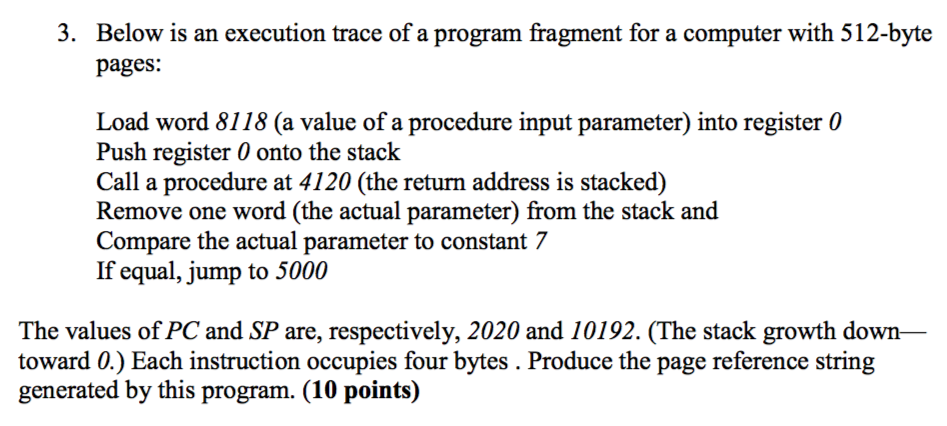 3. Below is an execution trace of a program fragment for a computer with 512-byte
pages:
Load word 8118 (a value of a procedure input parameter) into register 0
Push register 0 onto the stack
Call a procedure at 4120 (the return address is stacked)
Remove one word (the actual parameter) from the stack and
Compare the actual parameter to constant 7
If equal, jump to 5000
The values of PC and SP are, respectively, 2020 and 10192. (The stack growth down—
toward 0.) Each instruction occupies four bytes . Produce the page reference string
generated by this program. (10 points)